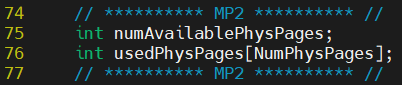 74 // ********** MP2 ********** //
75 int numAvailablePhysPages;
76 int usedPhysPages[NumPhysPages];
77 // ********** MP2 ********** //